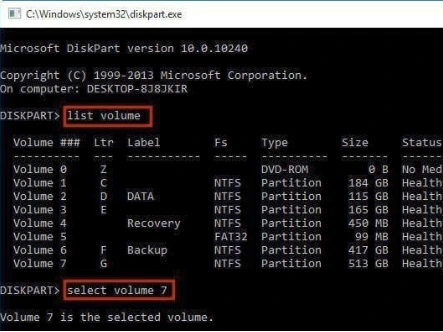 C:\Windows\system32\diskpart.exe
Microsoft DiskPart version 10.0.10240
Copyright (C) 1999-2013 Microsoft Corporation.
On computer: DESKTOP-8J8JKIR
DISKPART> list volume
Volume ### Ltr Label Fs Type Size Status
---------- --- ----------- ----- ---------- ------- ------
Volume 0 Z DVD-ROM 0 B No Med
Volume 1 C NTFS Partition 184 GB Health
Volume 2 D DATA NTFS Partition 115 GB Health
Volume 3 E NTFS Partition 165 GB Health
Volume 4 Recovery NTFS Partition 450 MB Health
Volume 5 FAT32 Partition 99 MB Health
Volume 6 F Backup NTFS Partition 417 GB Health
Volume 7 G NTFS Partition 513 GB Health
DISKPART> select volume 7
Volume 7 is the selected volume.